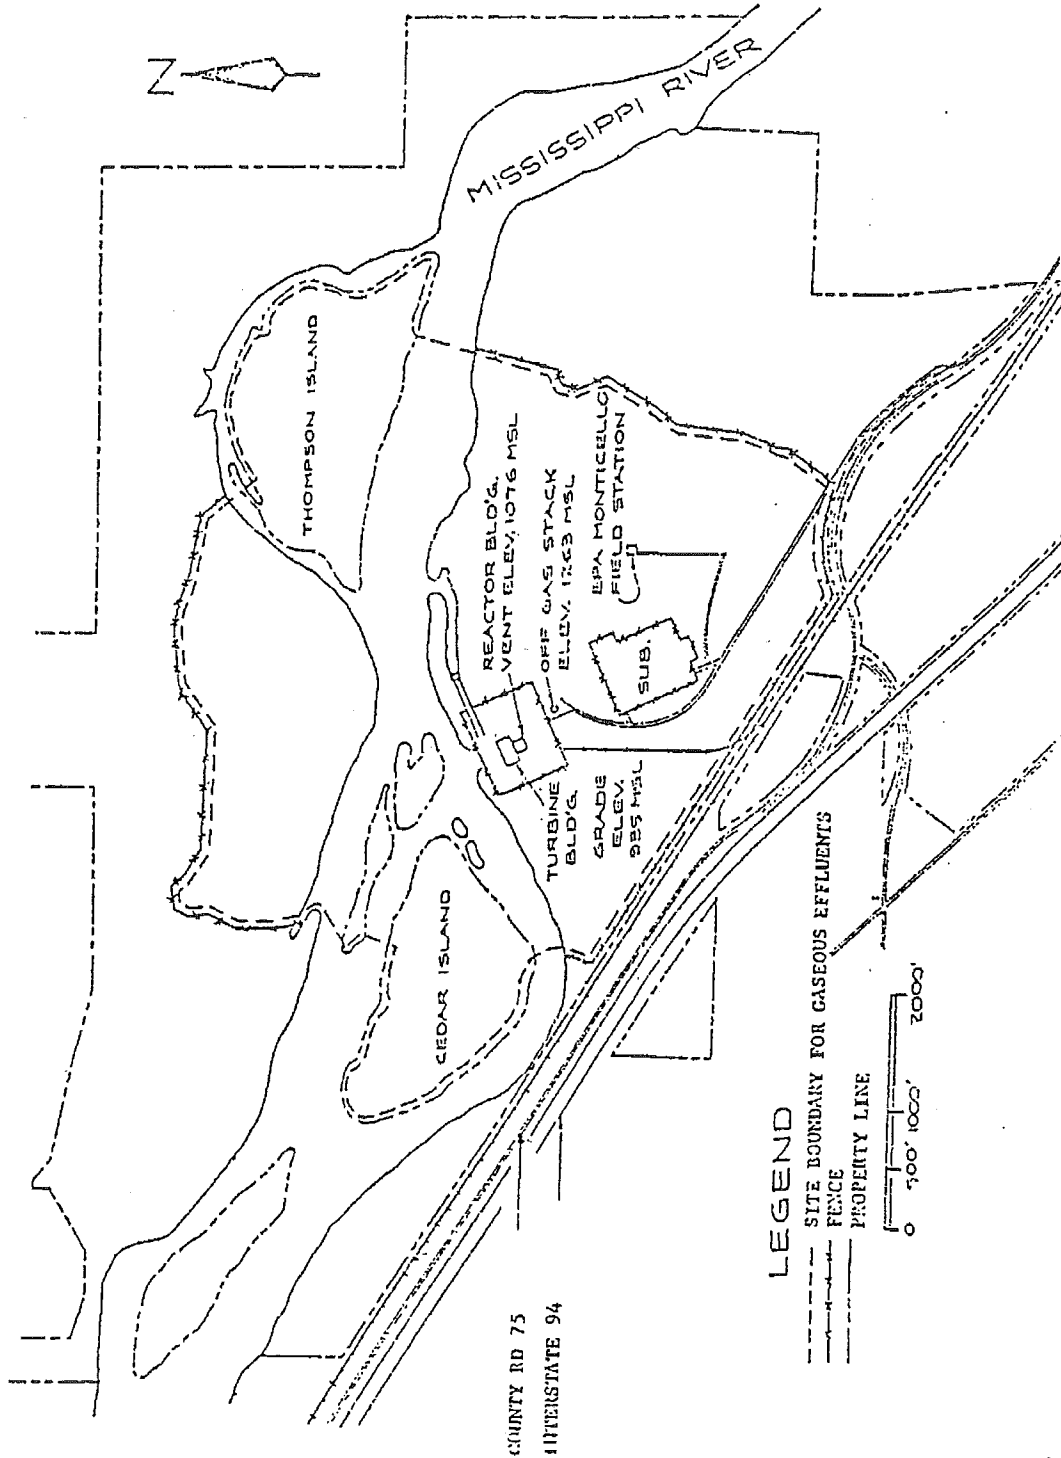 N
MISSISSIPPI RIVER
THOMPSON ISLAND
REACTOR BLD'G.
VENT ELEV. 1076 MSL
OFF GAS STACK
ELEV. 1263 MSL
EPA MONTICELLO
FIELD STATION
SUB.
TURBINE
BLD'G.
GRADE
ELEV.
935 MSL
CEDAR ISLAND
COUNTY RD 75
INTERSTATE 94
LEGEND
SITE BOUNDARY FOR GASEOUS EFFLUENTS
FENCE
PROPERTY LINE
0 500' 1000' 2000'